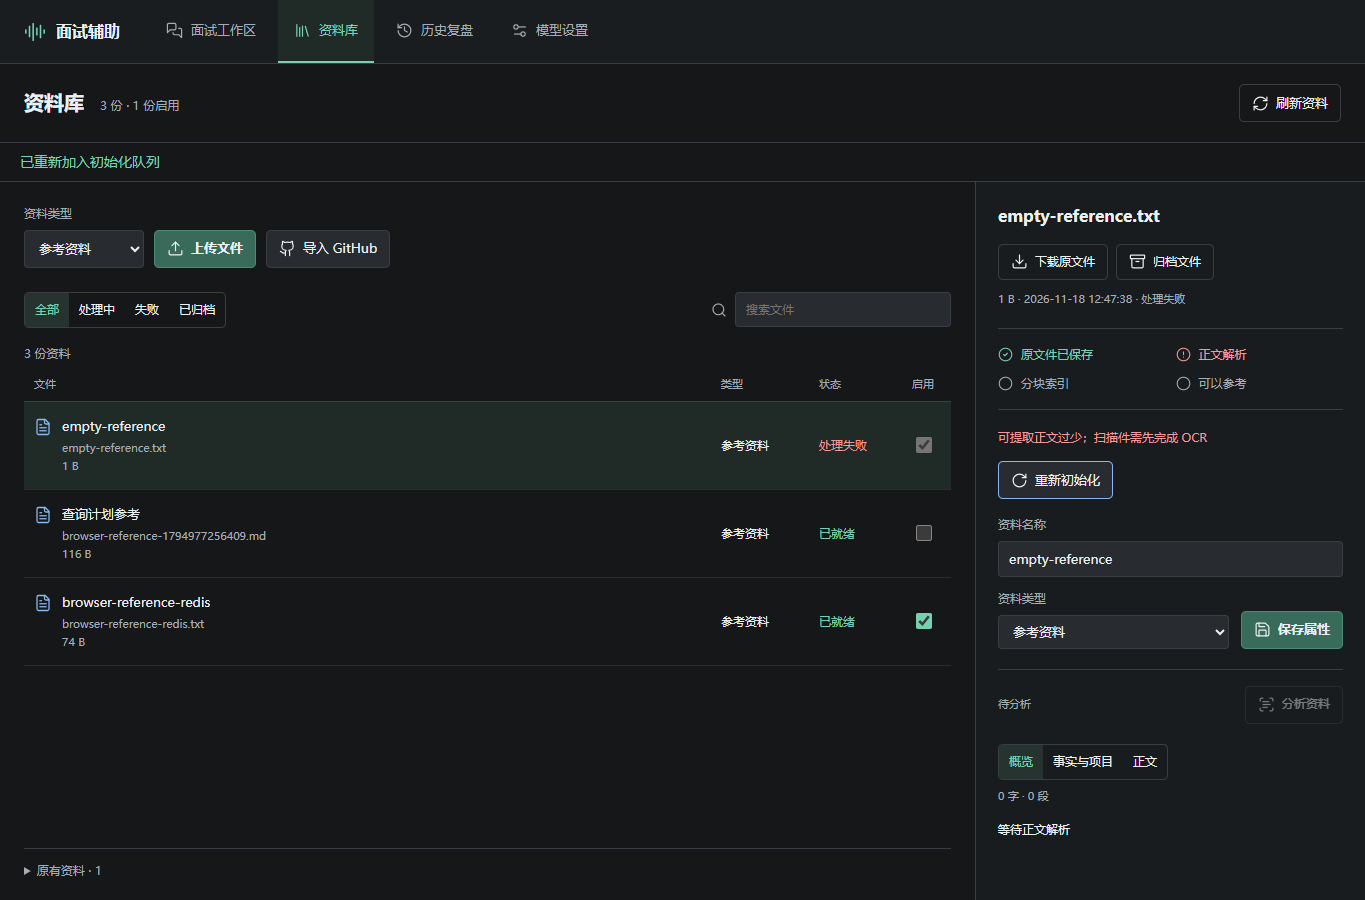 面试辅助
面试工作区
资料库
历史复盘
模型设置
资料库
3 份 · 1 份启用
刷新资料
已重新加入初始化队列
资料类型
参考资料
上传文件
导入 GitHub
全部
处理中
失败
已归档
搜索文件
3 份资料
文件
类型
状态
启用
empty-reference
empty-reference.txt
1 B
参考资料
处理失败
查询计划参考
browser-reference-1794977256409.md
116 B
参考资料
已就绪
browser-reference-redis
browser-reference-redis.txt
74 B
参考资料
已就绪
原有资料 · 1
empty-reference.txt
下载原文件
归档文件
1 B · 2026-11-18 12:47:38 · 处理失败
原文件已保存
正文解析
分块索引
可以参考
可提取正文过少；扫描件需先完成 OCR
重新初始化
资料名称
empty-reference
资料类型
参考资料
保存属性
待分析
分析资料
概览
事实与项目
正文
0 字 · 0 段
等待正文解析